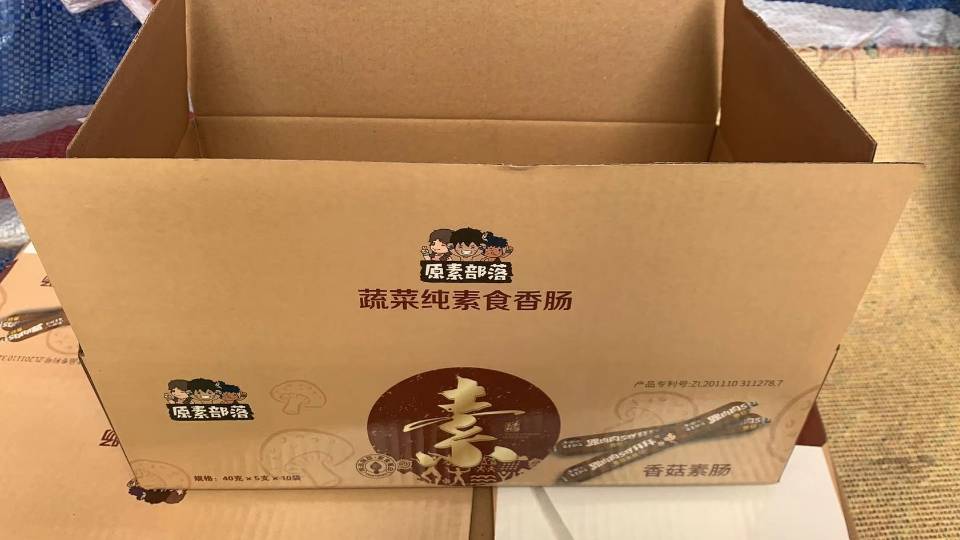 原素部落
蔬菜纯素食香肠
产品专利号:ZL201110 311278.7
原素部落
素
香菇素肠
规格：40克×5支×10袋